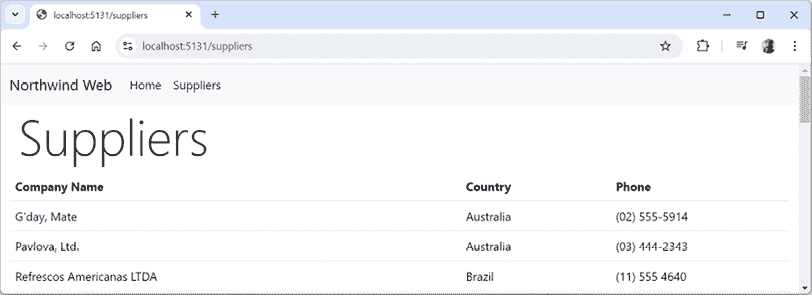 localhost:5131/suppliers
localhost:5131/suppliers
Northwind Web Home Suppliers
Suppliers
Company Name Country Phone
G'day, Mate Australia (02) 555-5914
Pavlova, Ltd. Australia (03) 444-2343
Refrescos Americanas LTDA Brazil (11) 555 4640